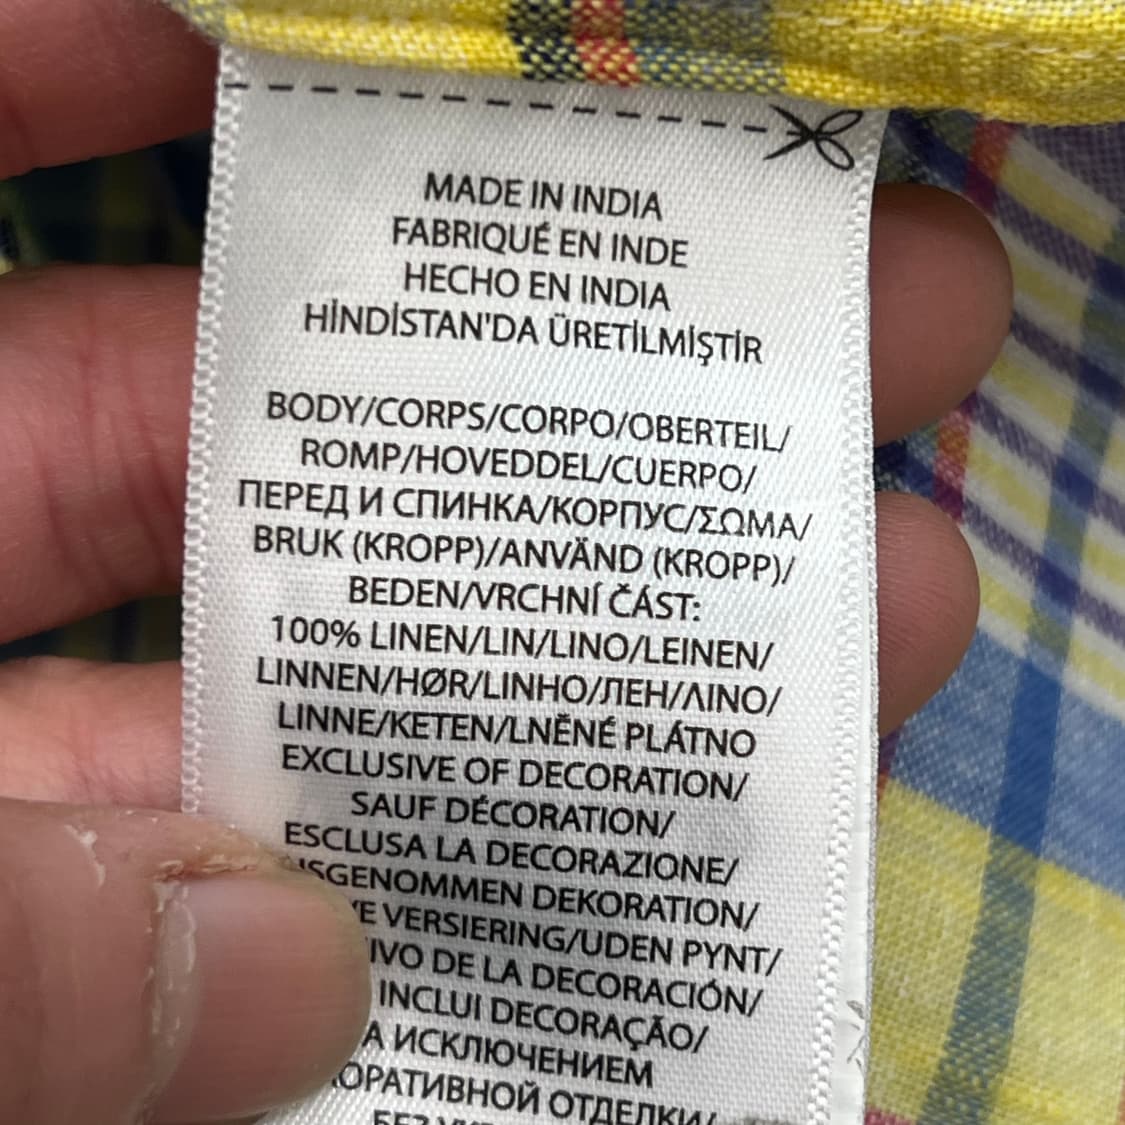 MADE IN INDIA
FABRIQUÉ EN INDE
HECHO EN INDIA
HİNDİSTAN'DA ÜRETİLMİŞTİR
BODY/CORPS/CORPO/OBERTEIL/
ROMP/HOVEDDEL/CUERPO/
ПЕРЕД И СПИНКА/КОРПУС/ΣΩΜΑ/
BRUK (KROPP)/ANVÄND (KROPP)/
BEDEN/VRCHNÍ ČÁST:
100% LINEN/LIN/LINO/LEINEN/
LINNEN/HØR/LINHO/ЛЕН/ΛΙΝΟ/
LINNE/KETEN/LNĚNÉ PLÁTNO
EXCLUSIVE OF DECORATION/
SAUF DÉCORATION/
ESCLUSA LA DECORAZIONE/
DEKORATION/
VERSIERING/UDEN PYNT/
DE LA DECORACIÓN/
INCLUI DECORAÇÃO/
ИСКЛЮЧЕНИЕМ
ОТДЕЛКИ/